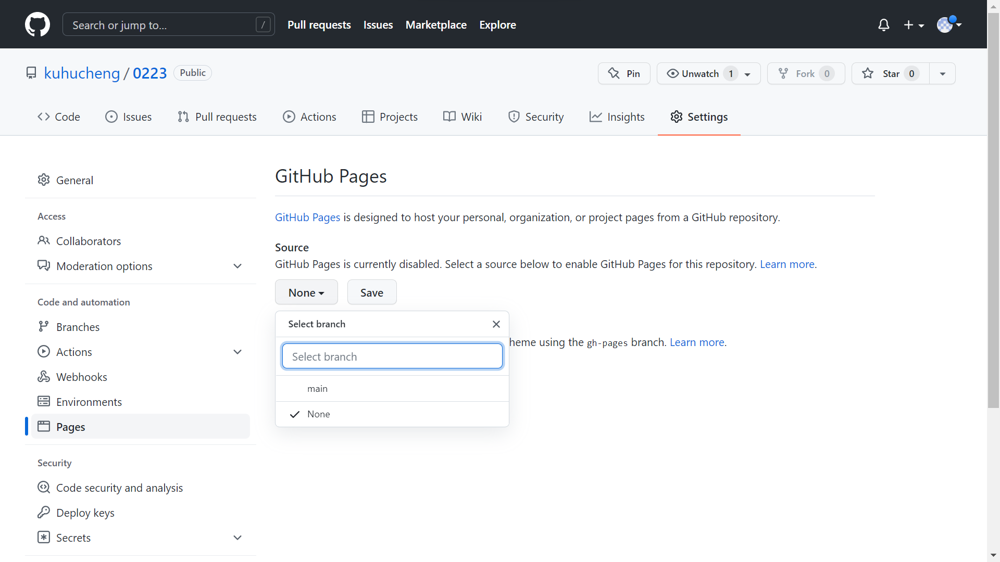 Search or jump to...
/
Pull requests
Issues
Marketplace
Explore
kuhucheng / 0223
Public
Pin
Unwatch 1
Fork 0
Star 0
Code
Issues
Pull requests
Actions
Projects
Wiki
Security
Insights
Settings
General
Access
Collaborators
Moderation options
Code and automation
Branches
Actions
Webhooks
Environments
Pages
Security
Code security and analysis
Deploy keys
Secrets
GitHub Pages
GitHub Pages is designed to host your personal, organization, or project pages from a GitHub repository.
Source
GitHub Pages is currently disabled. Select a source below to enable GitHub Pages for this repository. Learn more.
None
Save
Select branch
Select branch
main
None
heme using the gh-pages branch. Learn more.